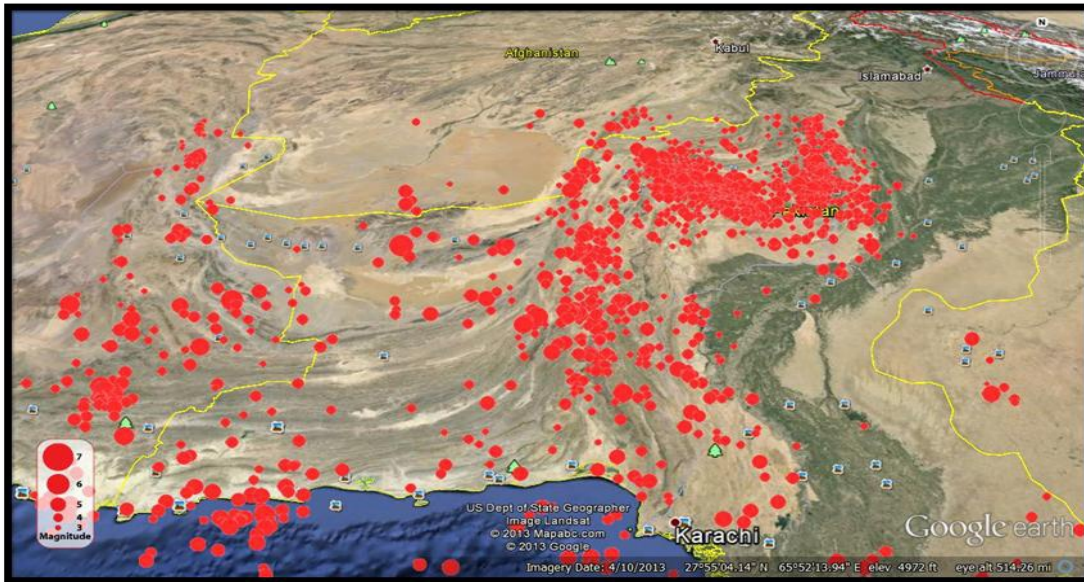 N
Afghanistan
Kabul
Islamabad
Jammu
7
6
5
4
3
Magnitude
US Dept of State Geographer
Image Landsat
© 2013 Mapabc.com
© 2013 Google
Karachi
Google earth
Imagery Date: 4/10/2013 27°55'04.14" N 65°52'13.94" E elev 4972 ft eye alt 514.26 mi